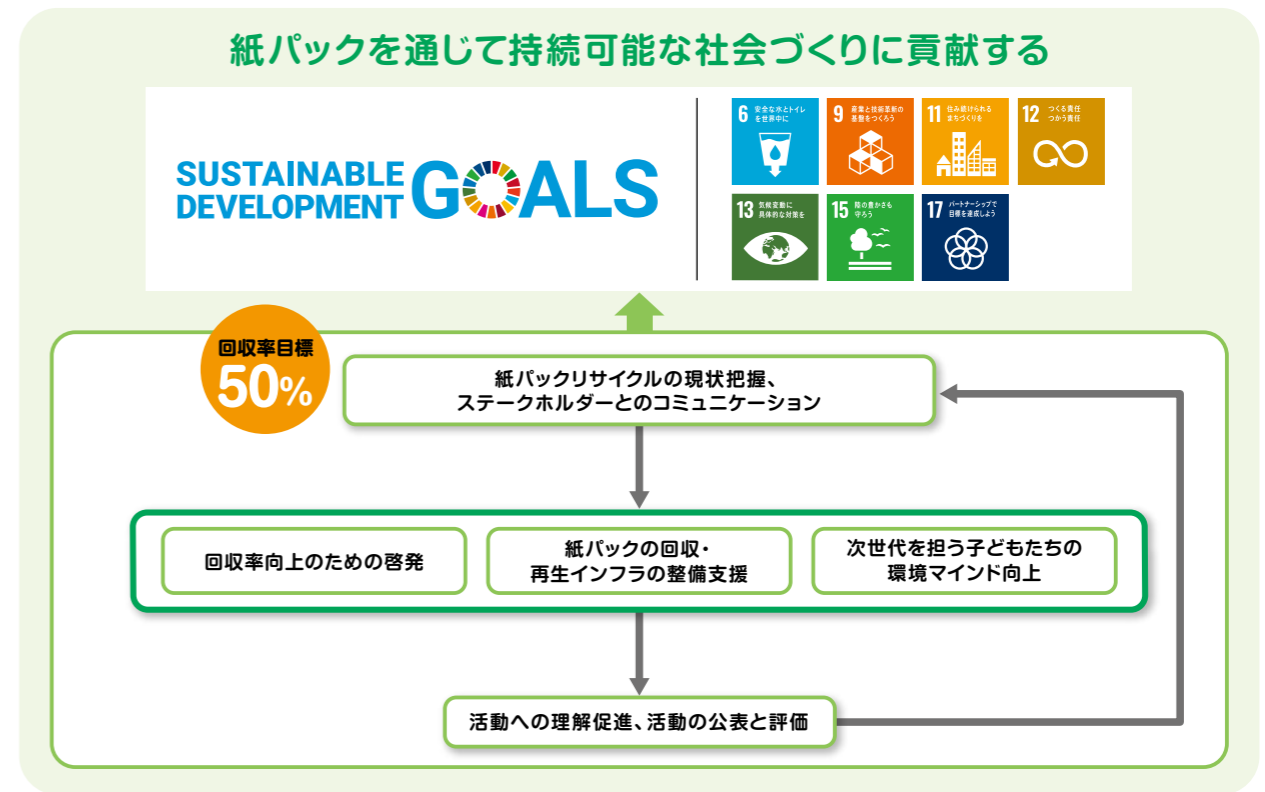 紙パックを通じて持続可能な社会づくりに貢献する
SUSTAINABLE
DEVELOPMENT
GOALS
6 安全な水とトイレ
を世界中に
9 産業と技術革新の
基盤をつくろう
11 住み続けられる
まちづくりを
12 つくる責任
つかう責任
13 気候変動に
具体的な対策を
15 陸の豊かさも
守ろう
17 パートナーシップで
目標を達成しよう
回収率目標
50%
紙パックリサイクルの現状把握、
ステークホルダーとのコミュニケーション
回収率向上のための啓発
紙パックの回収・
再生インフラの整備支援
次世代を担う子どもたちの
環境マインド向上
活動への理解促進、活動の公表と評価